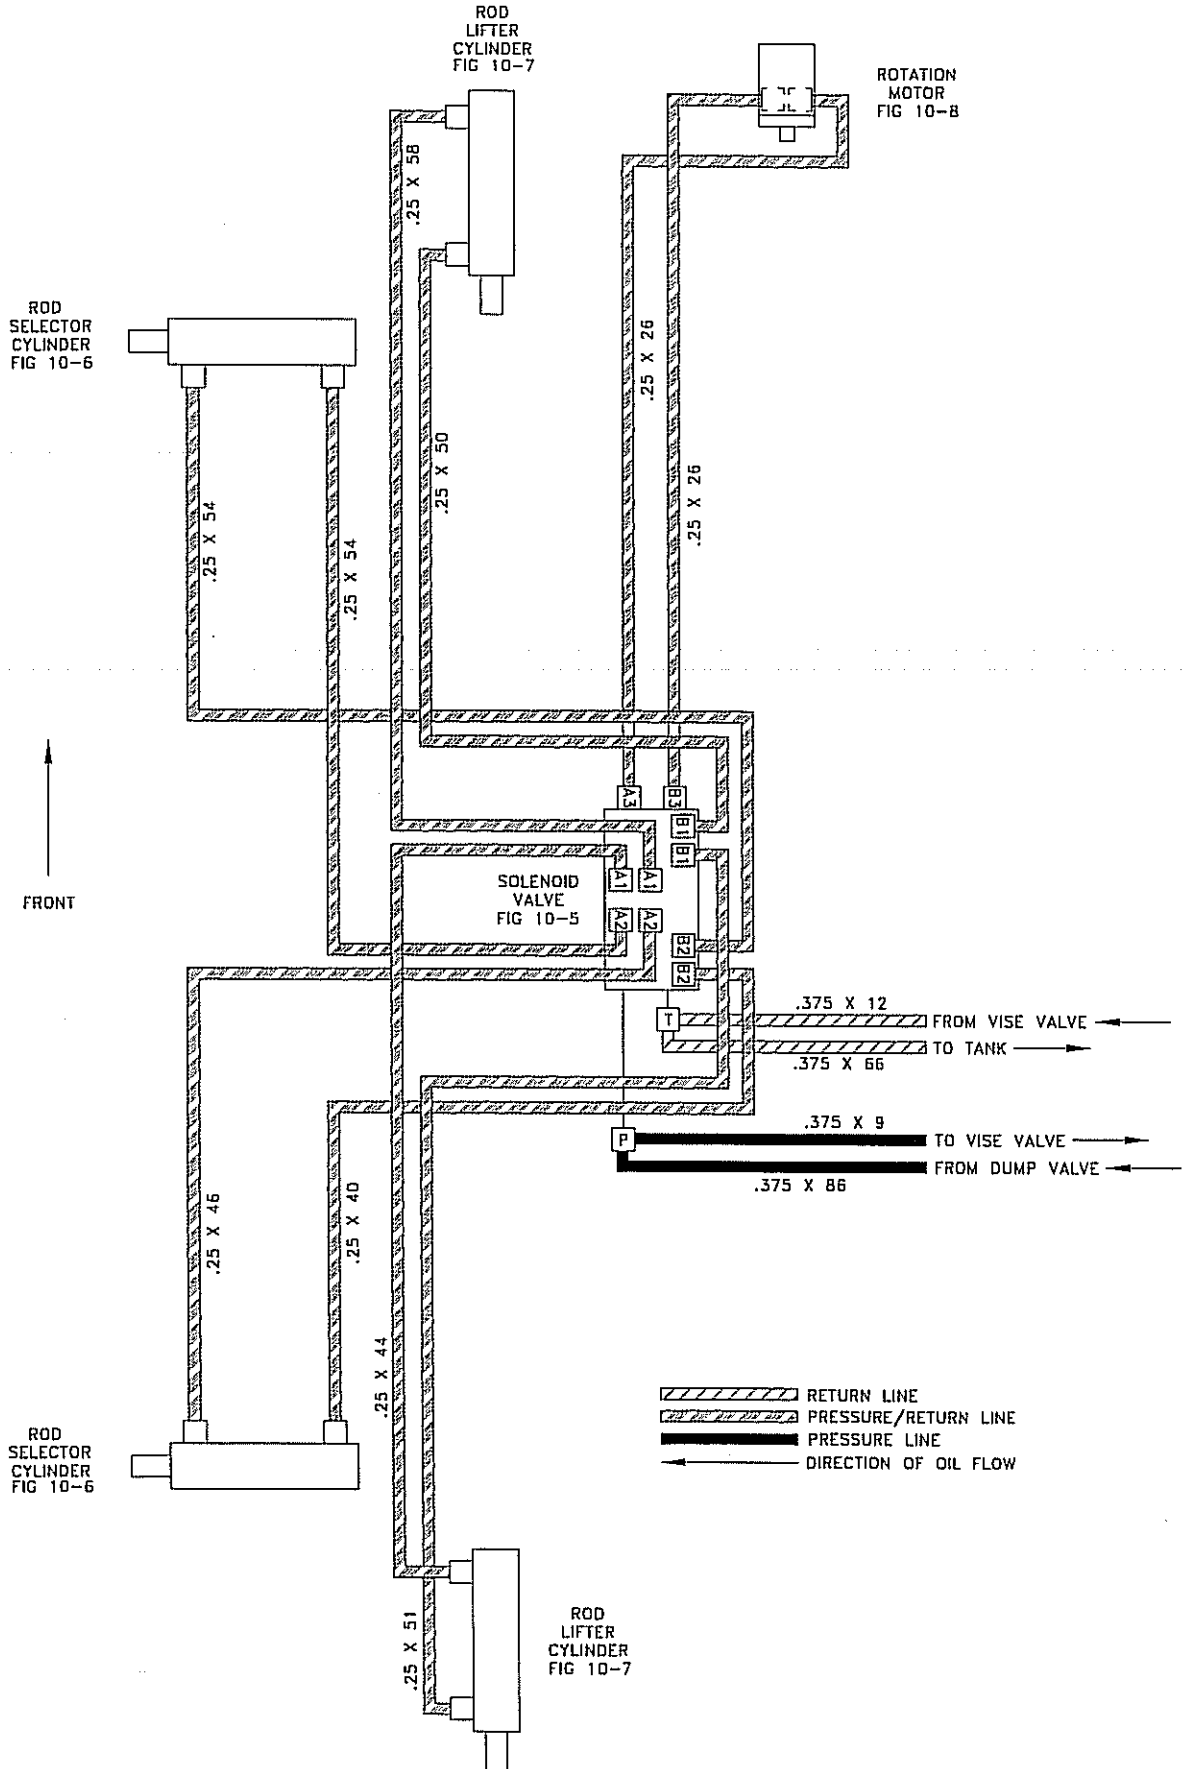 ROD
LIFTER
CYLINDER
FIG 10-7
ROTATION
MOTOR
FIG 10-8
.25 X 58
ROD
SELECTOR
CYLINDER
FIG 10-6
.25 X 26
.25 X 50
.25 X 26
.25 X 54
.25 X 54
FRONT
A3
B3
B1
B1
SOLENOID
VALVE
FIG 10-5
A1
A1
A2
A2
B2
B2
.375 X 12
T
FROM VISE VALVE
TO TANK
.375 X 66
.375 X 9
P
TO VISE VALVE
FROM DUMP VALVE
.375 X 86
.25 X 46
.25 X 40
.25 X 44
RETURN LINE
PRESSURE/RETURN LINE
PRESSURE LINE
DIRECTION OF OIL FLOW
ROD
SELECTOR
CYLINDER
FIG 10-6
.25 X 51
ROD
LIFTER
CYLINDER
FIG 10-7